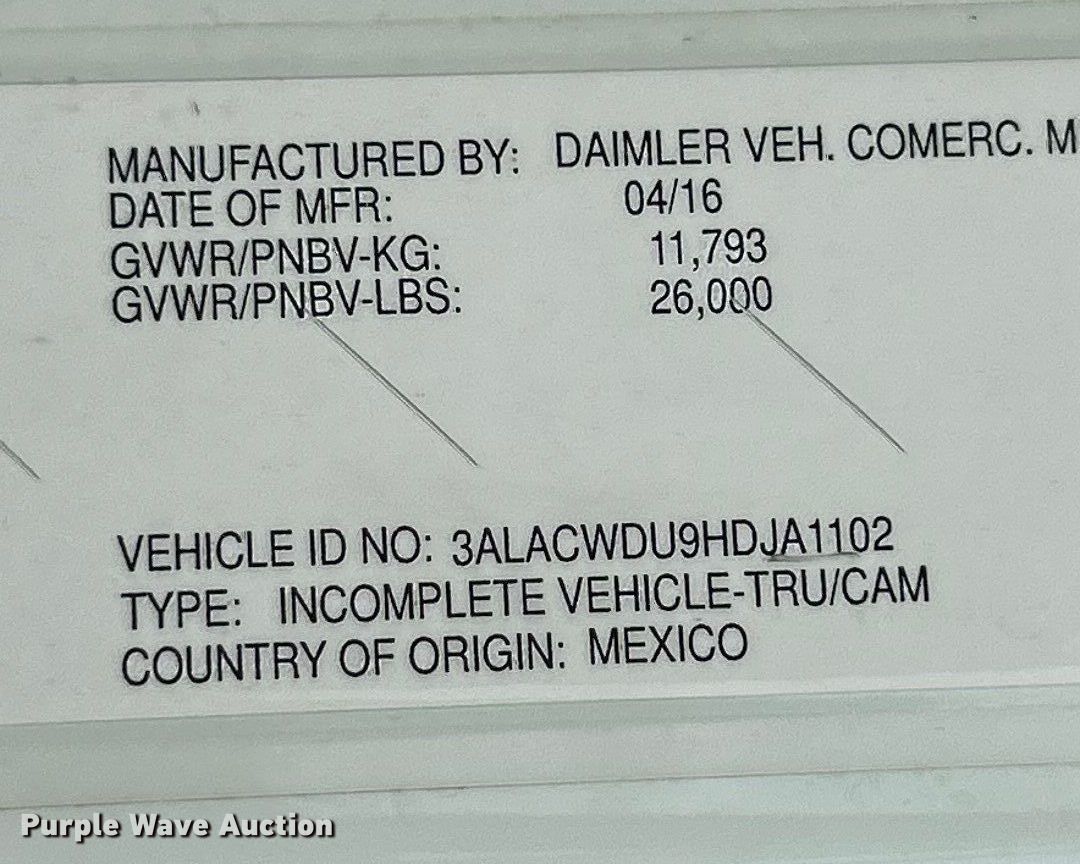 MANUFACTURED BY: DAIMLER VEH. COMERC. M
DATE OF MFR: 04/16
GVWR/PNBV-KG: 11,793
GVWR/PNBV-LBS: 26,000
VEHICLE ID NO: 3ALACWDU9HDJA1102
TYPE: INCOMPLETE VEHICLE-TRU/CAM
COUNTRY OF ORIGIN: MEXICO
Purple Wave Auction